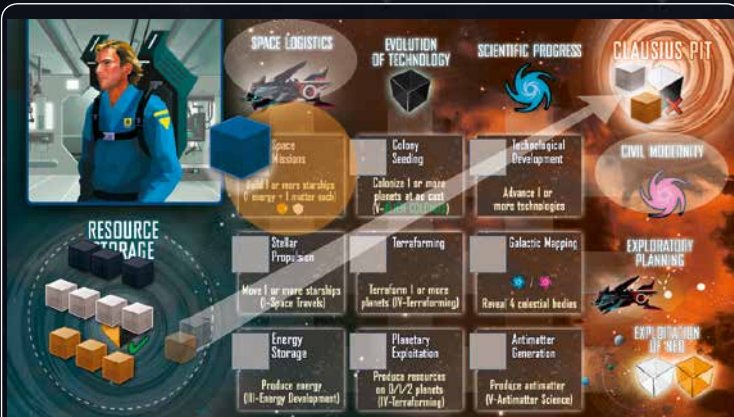 SPACE LOGISTICS
EVOLUTION
OF TECHNOLOGY
SCIENTIFIC PROGRESS
CLAUSIUS PIT
Space
Missions
Build 1 or more starships
(1 energy + 1 matter each)
Colony
Seeding
Colonize 1 or more
planets at no cost
Technological
Development
Advance 1 or
more technologies
CIVIL MODERNITY
RESOURCE
STORAGE
Stellar
Propulsion
Move 1 or more starships
(I-Space Travels)
Terraforming
Terraform 1 or more
planets (IV-Terraforming)
Galactic Mapping
/
Reveal 4 celestial bodies
EXPLORATORY
PLANNING
Energy
Storage
Produce energy
(III-Energy Development)
Planetary
Exploitation
Produce resources
on 0/1/2 planets
(IV-Terraforming)
Antimatter
Generation
Produce antimatter
(V-Antimatter Science)
EXPLOITATION
OF NEO